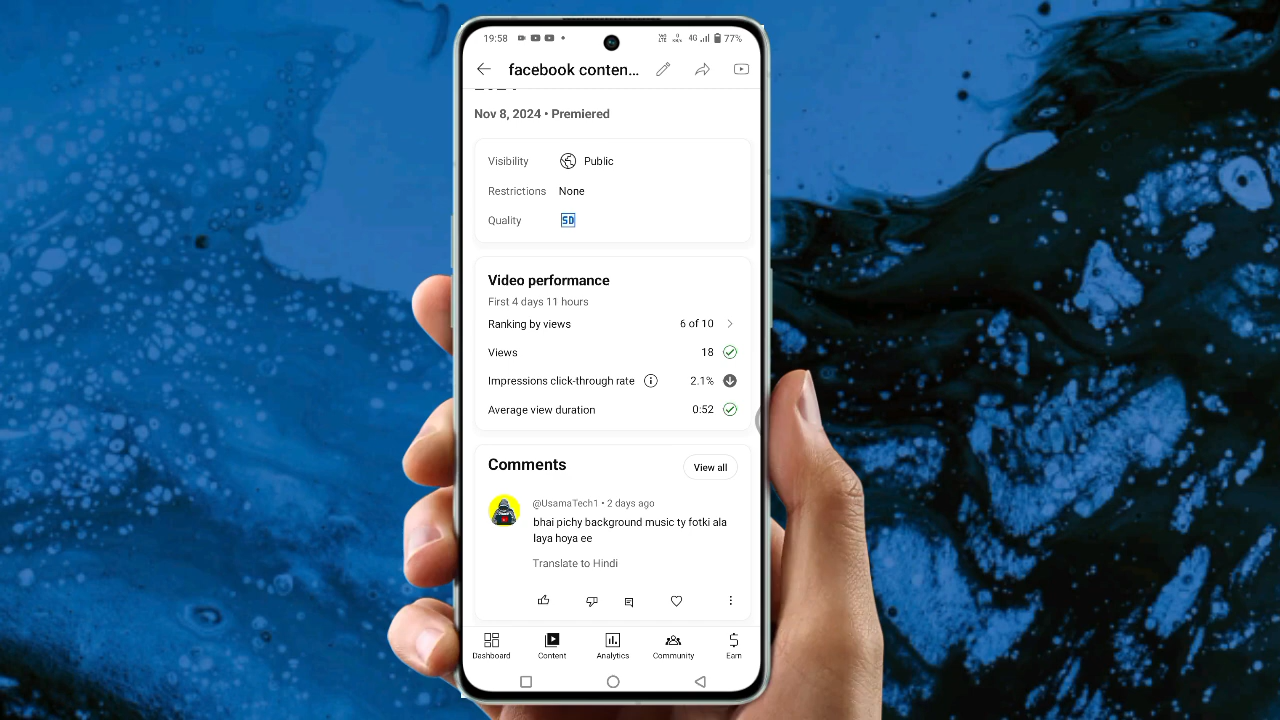 19:58
4G 77%
facebook conten...
Nov 8, 2024 • Premiered
Visibility Public
Restrictions None
Quality SD
Video performance
First 4 days 11 hours
Ranking by views 6 of 10
Views 18
Impressions click-through rate 2.1%
Average view duration 0:52
Comments View all
@UsamaTech1 • 2 days ago
bhai pichy background music ty fotki ala
laya hoya ee
Translate to Hindi
Dashboard Content Analytics Community Earn